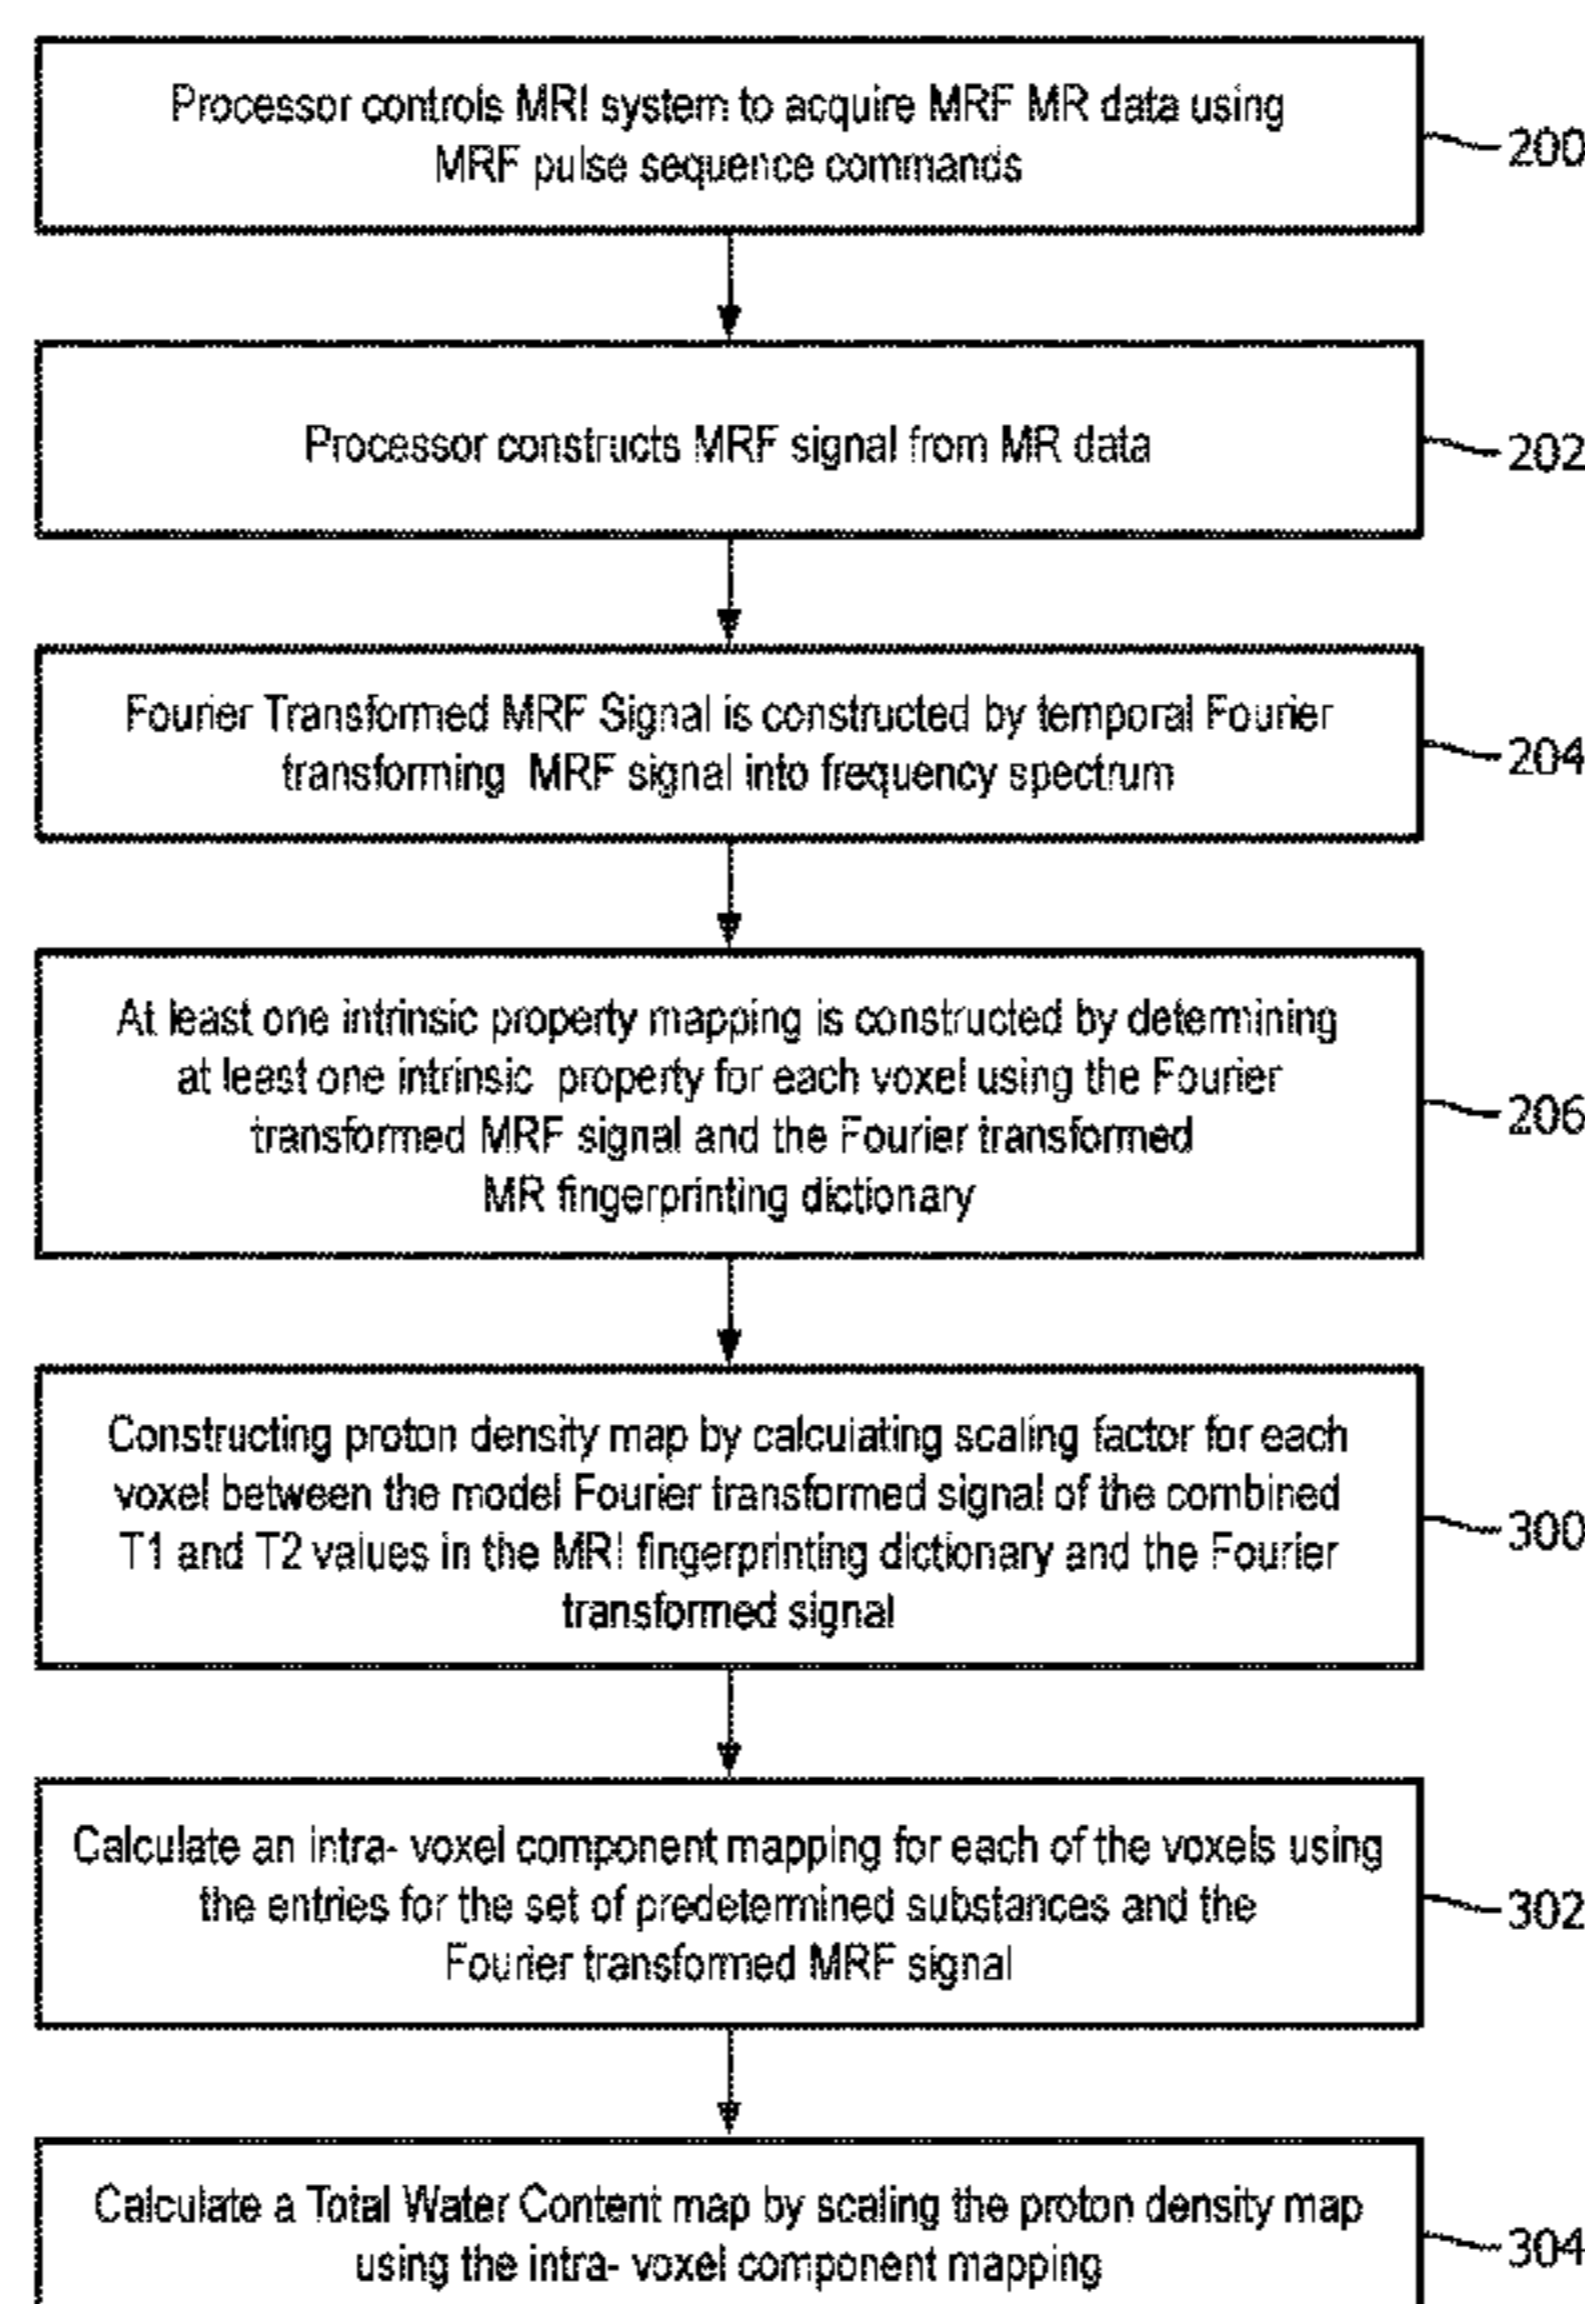 Processor controls MRI system to acquire MRF MR data using
MRF pulse sequence commands
200
Processor constructs MRF signal from MR data
202
Fourier Transformed MRF Signal is constructed by temporal Fourier
transforming MRF signal into frequency spectrum
204
At least one intrinsic property mapping is constructed by determining
at least one intrinsic property for each voxel using the Fourier
transformed MRF signal and the Fourier transformed
MR fingerprinting dictionary
206
Constructing proton density map by calculating scaling factor for each
voxel between the model Fourier transformed signal of the combined
T1 and T2 values in the MRI fingerprinting dictionary and the Fourier
transformed signal
300
Calculate an intra- voxel component mapping for each of the voxels using
the entries for the set of predetermined substances and the
Fourier transformed MRF signal
302
Calculate a Total Water Content map by scaling the proton density map
using the intra- voxel component mapping
304